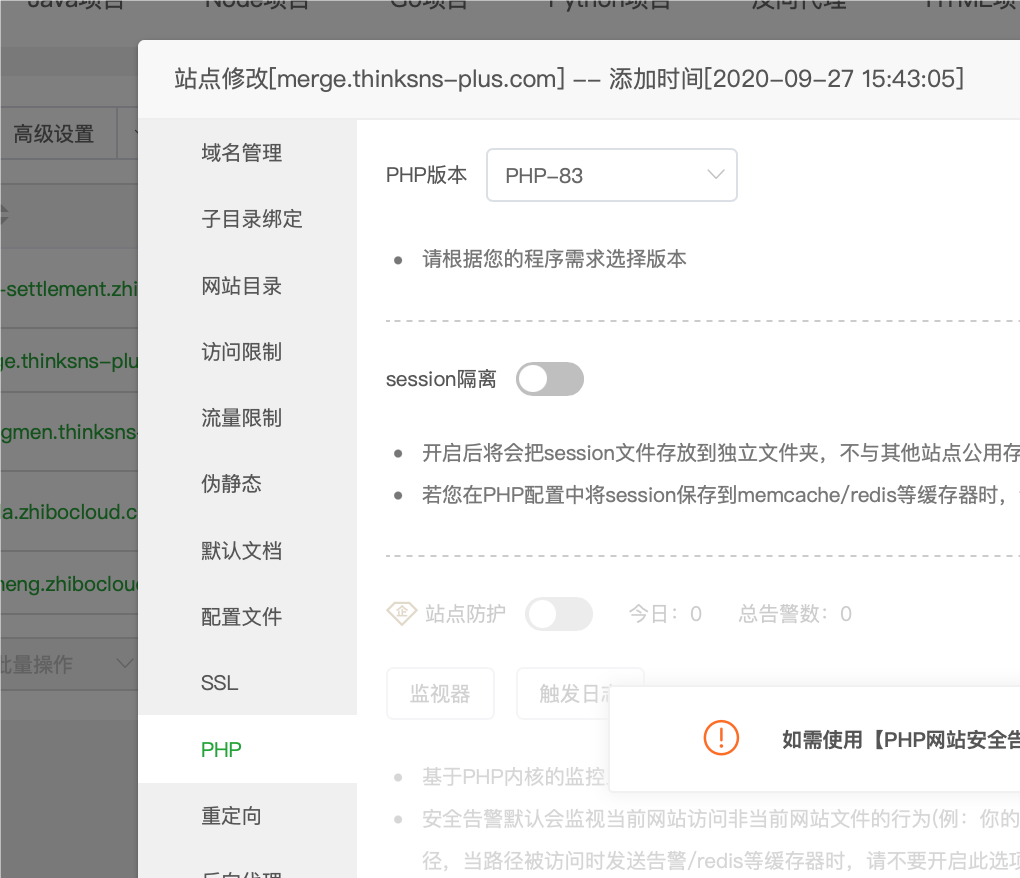 Java项目
Node项目
Go项目
Python项目
反向代理
HTML项
站点修改[merge.thinksns-plus.com] -- 添加时间[2020-09-27 15:43:05]
高级设置
域名管理
PHP版本
PHP-83
子目录绑定
请根据您的程序需求选择版本
网站目录
-settlement.zhi
访问限制
ge.thinksns-plu
session隔离
流量限制
gmen.thinksns-
开启后将会把session文件存放到独立文件夹，不与其他站点公用存
伪静态
若您在PHP配置中将session保存到memcache/redis等缓存器时，
a.zhibocloud.c
默认文档
neng.zhibocloud
配置文件
企
站点防护
今日：0
总告警数：0
批量操作
SSL
监视器
触发日志
PHP
如需使用【PHP网站安全告
基于PHP内核的监控
重定向
安全告警默认会监视当前网站访问非当前网站文件的行为(例：你的
径，当路径被访问时发送告警/redis等缓存器时，请不要开启此选项
反向代理